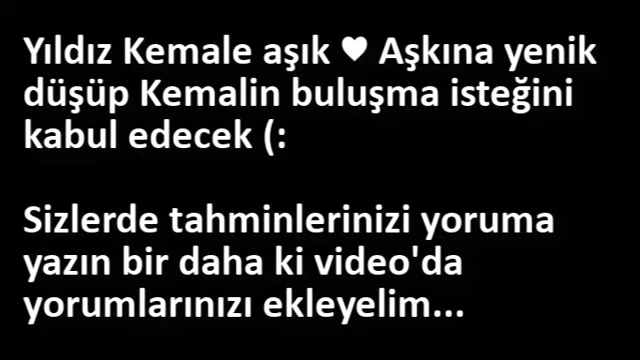 Yıldız Kemale aşık ♥ Aşkına yenik
düşüp Kemalin buluşma isteğini
kabul edecek (:
Sizlerde tahminlerinizi yoruma
yazın bir daha ki video'da
yorumlarınızı ekleyelim...